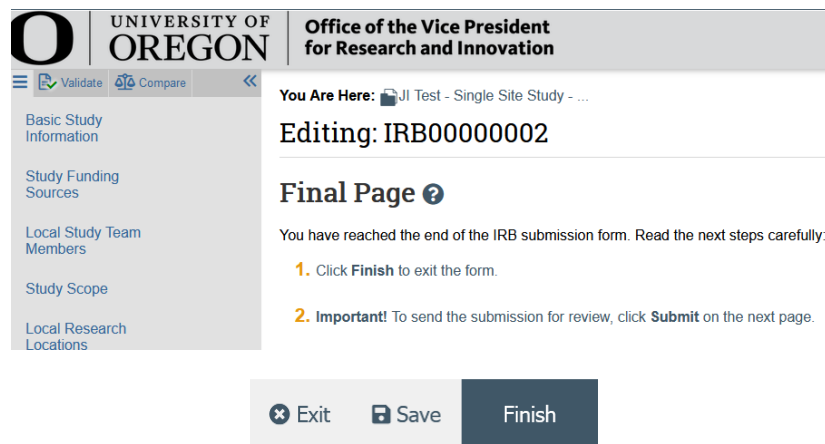 UNIVERSITY OF
OREGON
Office of the Vice President
for Research and Innovation
Validate Compare
Basic Study
Information
Study Funding
Sources
Local Study Team
Members
Study Scope
Local Research
Locations
You Are Here: JI Test - Single Site Study - ...
Editing: IRB00000002
Final Page
You have reached the end of the IRB submission form. Read the next steps carefully:
1. Click Finish to exit the form.
2. Important! To send the submission for review, click Submit on the next page.
Exit Save Finish